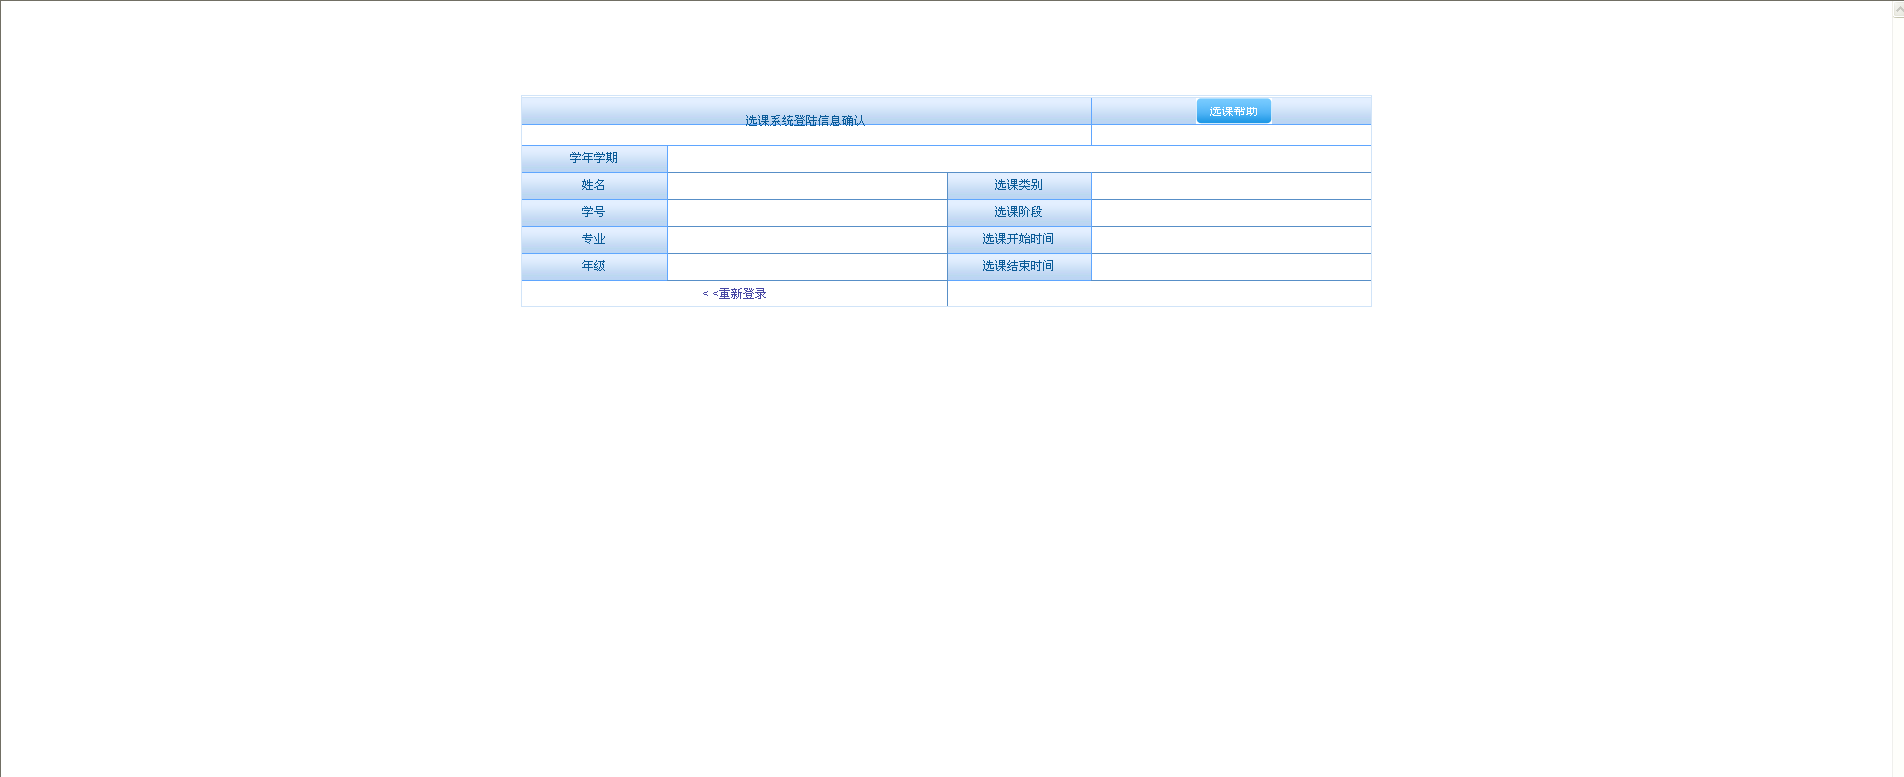 选课系统登陆信息确认
选课帮助
学年学期
姓名 选课类别
学号 选课阶段
专业 选课开始时间
年级 选课结束时间
< <重新登录